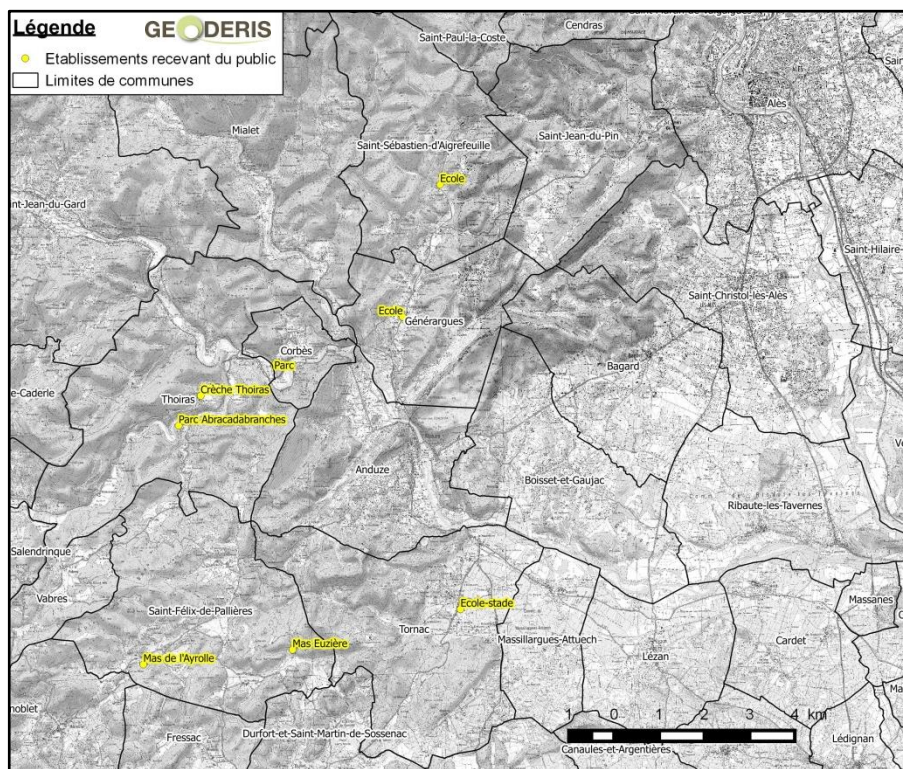 Légende
GEODERIS
Etablissements recevant du public
Limites de communes
Cendras
Saint-Paul-la-Coste
Alès
Mialet
Saint-Jean-du-Pin
Saint-Sébastien-d'Aigrefeuille
Ecole
nt-Jean-du-Gard
Saint-Hilaire-
Saint-Christol-lès-Alès
Ecole
Générargues
Corbès
Parc
Bagard
e-Caderle
Crèche Thoiras
Thoiras
Parc Abracadabranches
Anduze
Boisset-et-Gaujac
Ribaute-les-Tavernes
Salendrinque
Vabres
Massanes
Saint-Félix-de-Pallières
Ecole-stade
Tornac
Massillargues-Attuech
Cardet
Mas Euzière
Lézan
Mas de l'Ayrolle
noblet
Fressac
Durfort-et-Saint-Martin-de-Sossenac
1 0 1 2 3 4 km
Canaules-et-Argentières
Lédignan